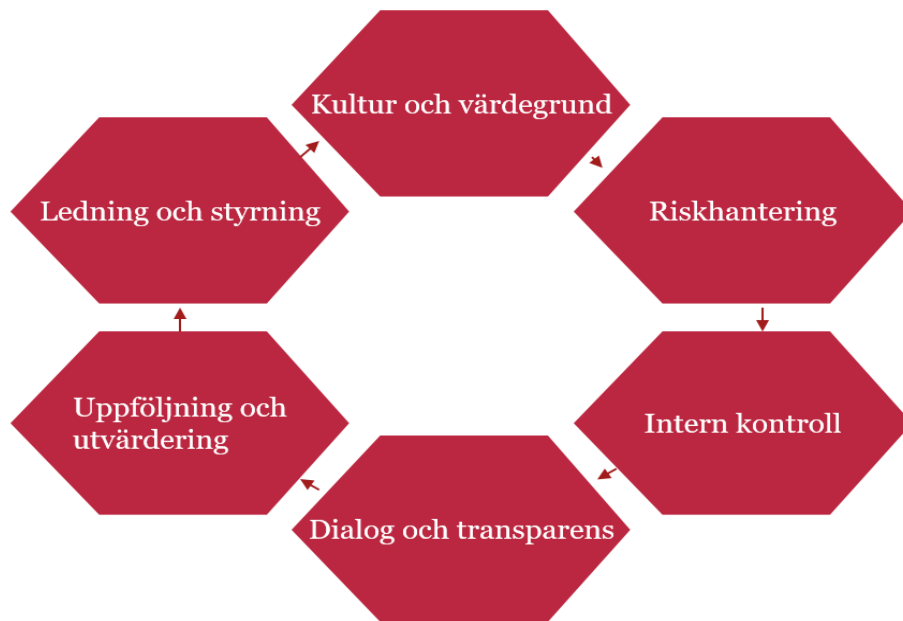 Kultur och värdegrund
Ledning och styrning
Riskhantering
Uppföljning och
utvärdering
Intern kontroll
Dialog och transparens